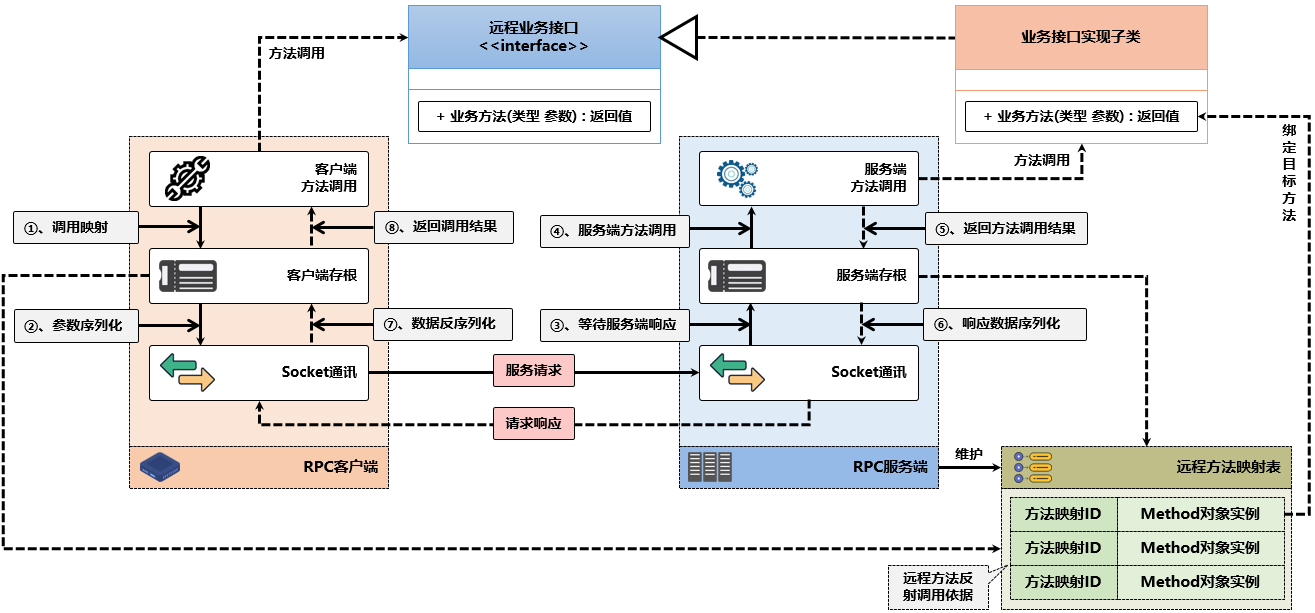 远程业务接口
<<interface>>
+ 业务方法(类型 参数) : 返回值
业务接口实现子类
+ 业务方法(类型 参数) : 返回值
方法调用
绑定目标方法
客户端
方法调用
服务端
方法调用
方法调用
①、调用映射
⑧、返回调用结果
④、服务端方法调用
⑤、返回方法调用结果
客户端存根
服务端存根
②、参数序列化
⑦、数据反序列化
③、等待服务端响应
⑥、响应数据序列化
Socket通讯
服务请求
Socket通讯
请求响应
RPC客户端
RPC服务端
维护
远程方法映射表
方法映射ID
Method对象实例
方法映射ID
Method对象实例
方法映射ID
Method对象实例
远程方法反
射调用依据